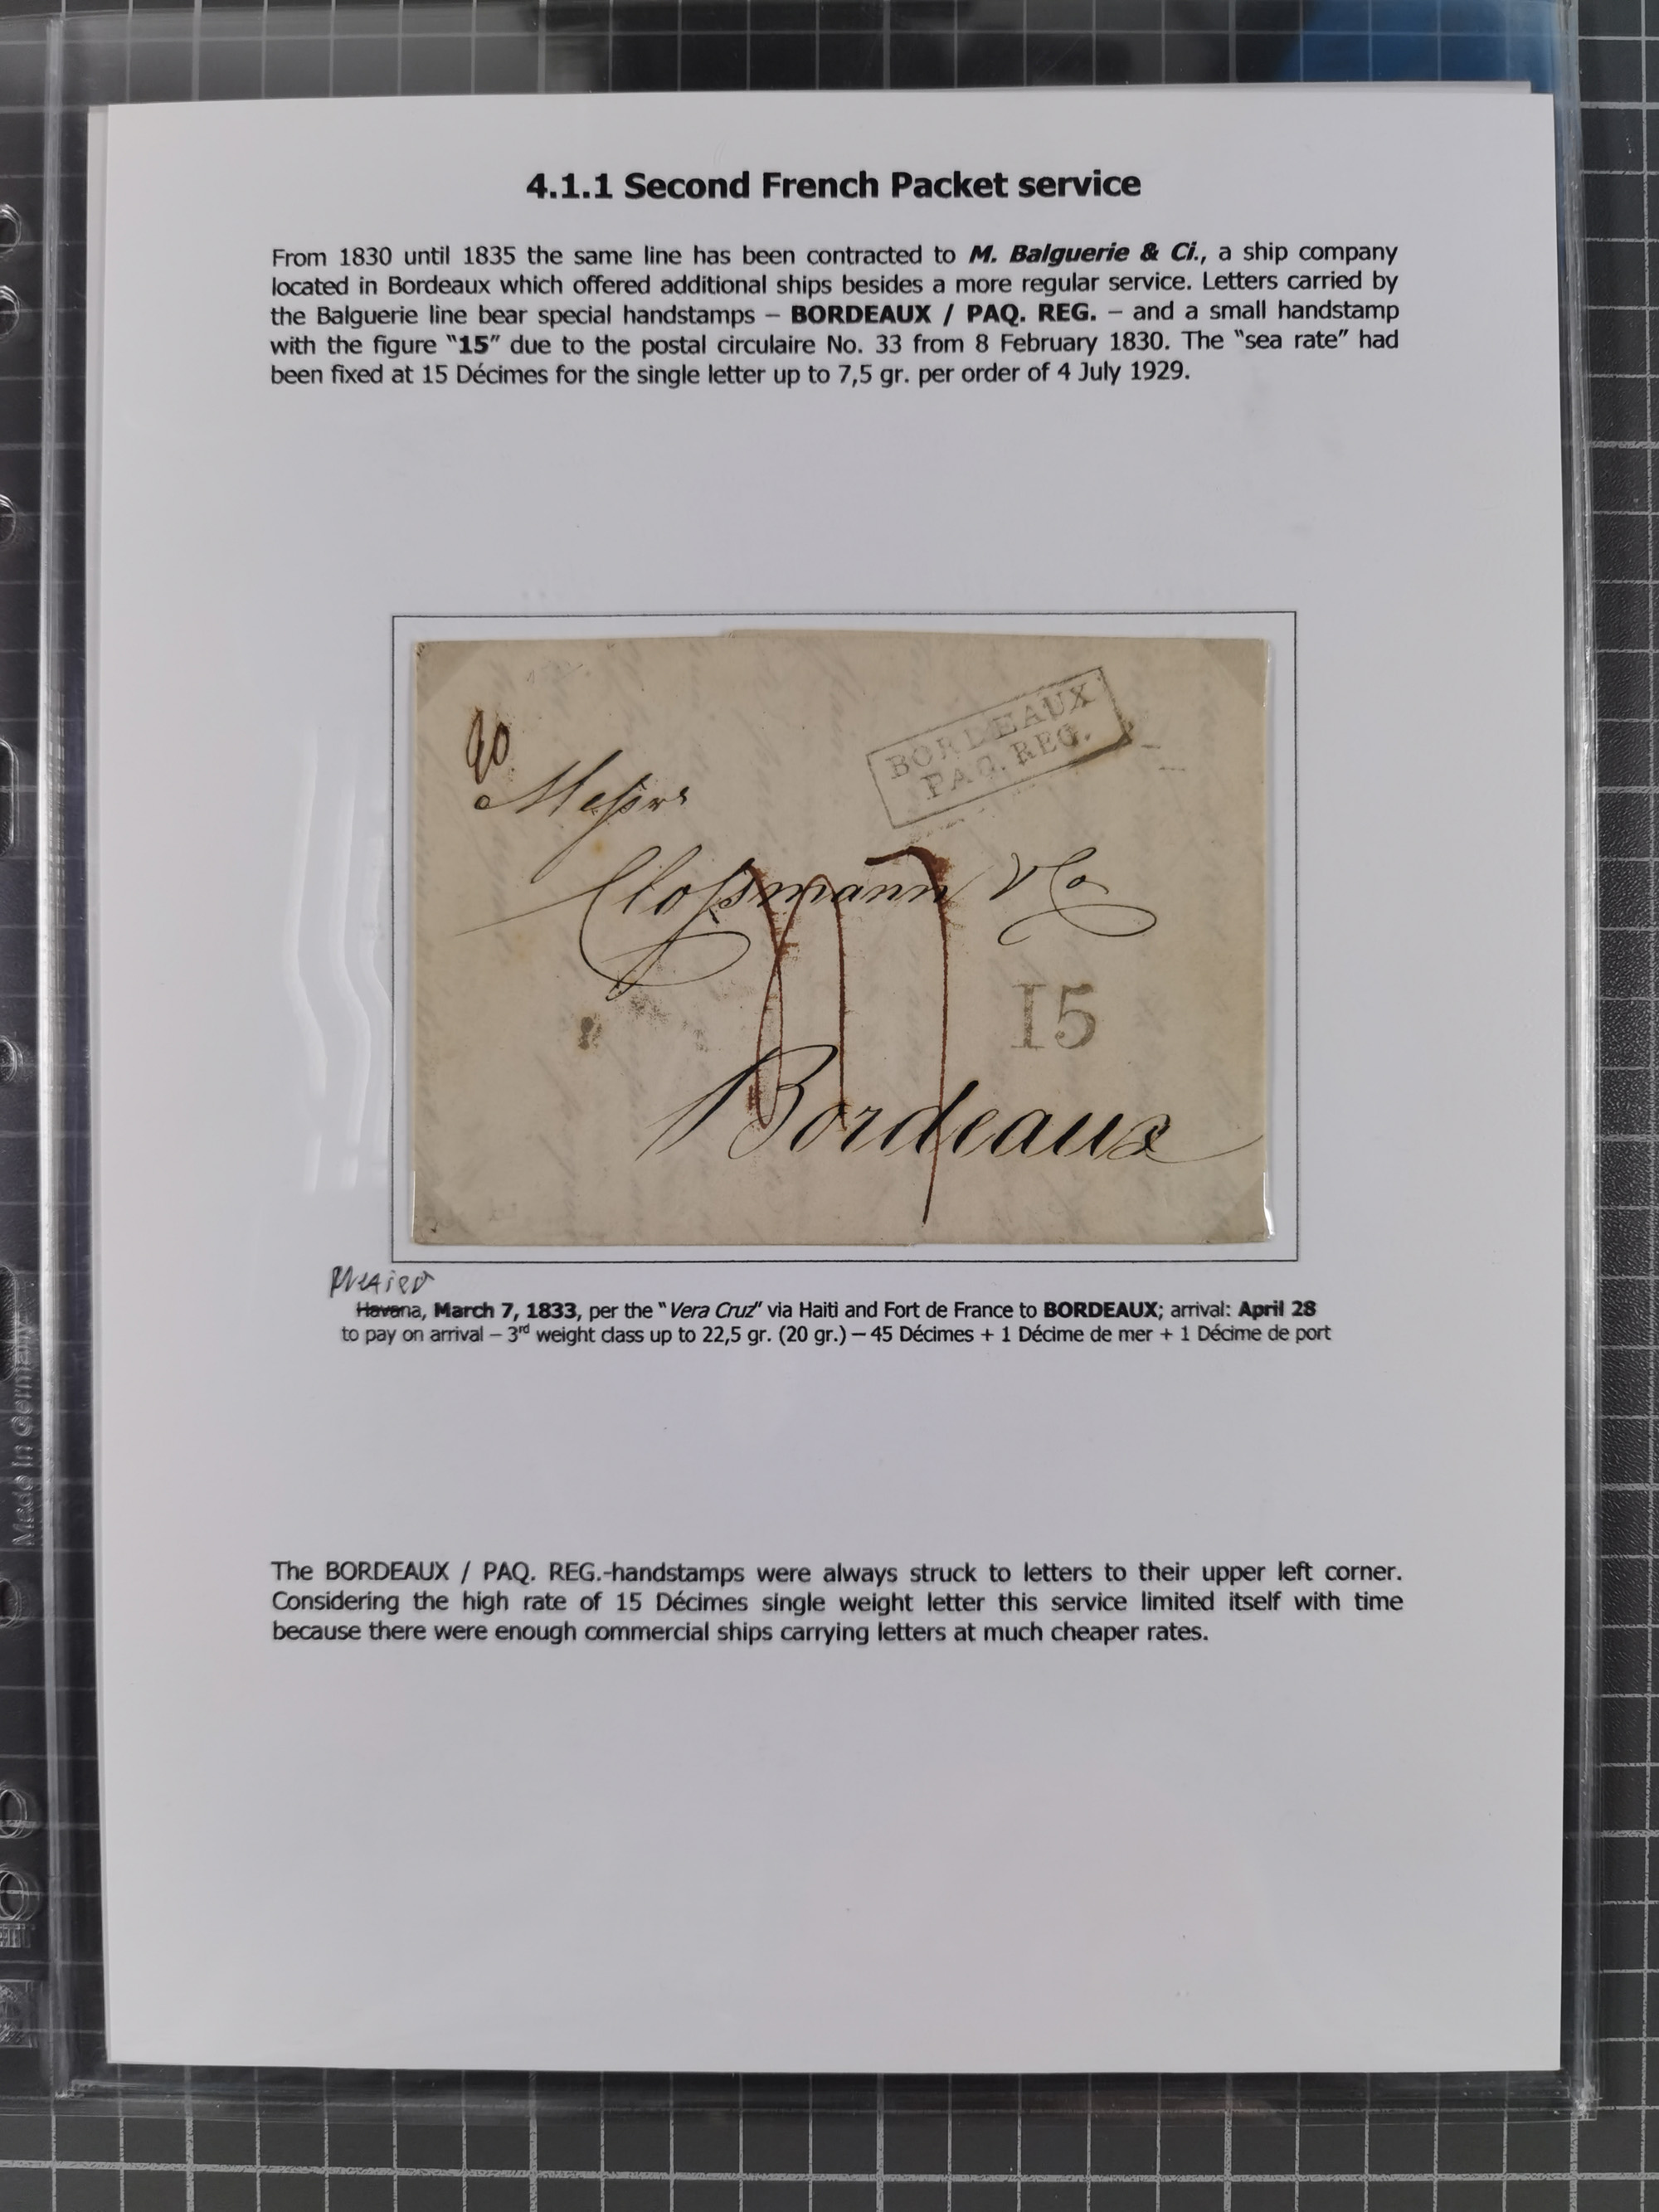 4.1.1 Second French Packet service
From 1830 until 1835 the same line has been contracted to M. Balguerie & Ci., a ship company
located in Bordeaux which offered additional ships besides a more regular service. Letters carried by
the Balguerie line bear special handstamps – BORDEAUX / PAQ. REG. – and a small handstamp
with the figure "15" due to the postal circulaire No. 33 from 8 February 1830. The "sea rate" had
been fixed at 15 Décimes for the single letter up to 7,5 gr. per order of 4 July 1929.
BORDEAUX
PAQ. REG.
20
Messrs
Clossmann & Co
15
Bordeaux
Mexico
Havana, March 7, 1833, per the "Vera Cruz" via Haiti and Fort de France to BORDEAUX; arrival: April 28
to pay on arrival – 3rd weight class up to 22,5 gr. (20 gr.) – 45 Décimes + 1 Décime de mer + 1 Décime de port
The BORDEAUX / PAQ. REG.-handstamps were always struck to letters to their upper left corner.
Considering the high rate of 15 Décimes single weight letter this service limited itself with time
because there were enough commercial ships carrying letters at much cheaper rates.
Made in Germany